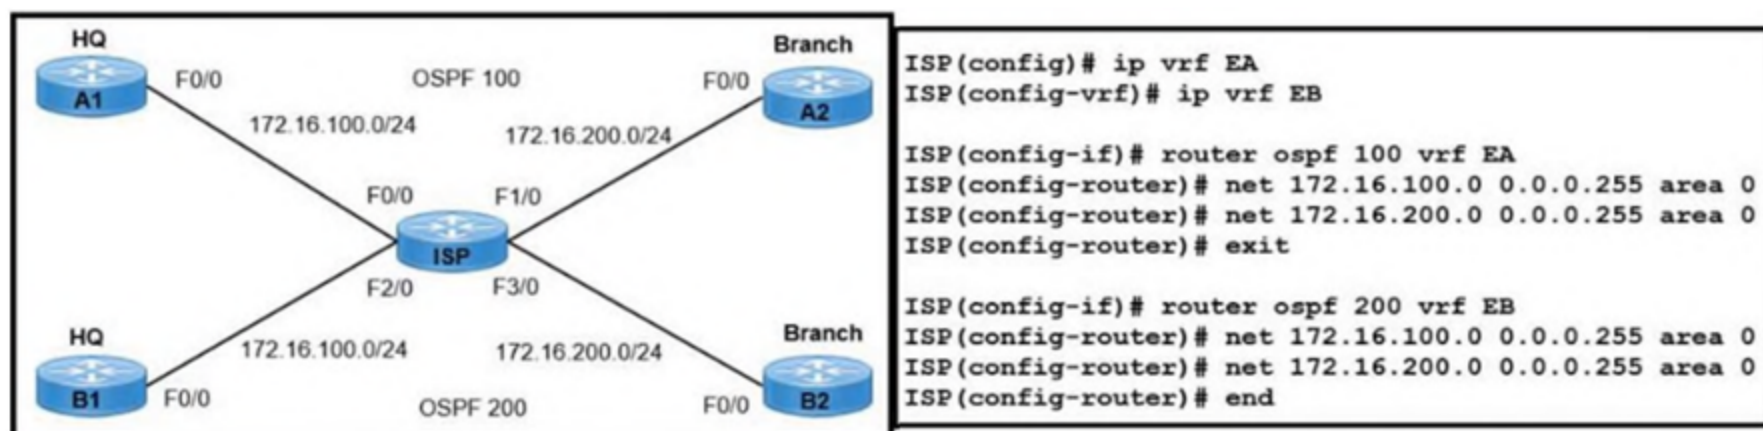 HQ
Branch
F0/0
OSPF 100
F0/0
A1
A2
172.16.100.0/24
172.16.200.0/24
F0/0
F1/0
ISP
F2/0
F3/0
HQ
Branch
172.16.100.0/24
172.16.200.0/24
B1
F0/0
OSPF 200
F0/0
B2
ISP(config)# ip vrf EA
ISP(config-vrf)# ip vrf EB
ISP(config-if)# router ospf 100 vrf EA
ISP(config-router)# net 172.16.100.0 0.0.0.255 area 0
ISP(config-router)# net 172.16.200.0 0.0.0.255 area 0
ISP(config-router)# exit
ISP(config-if)# router ospf 200 vrf EB
ISP(config-router)# net 172.16.100.0 0.0.0.255 area 0
ISP(config-router)# net 172.16.200.0 0.0.0.255 area 0
ISP(config-router)# end